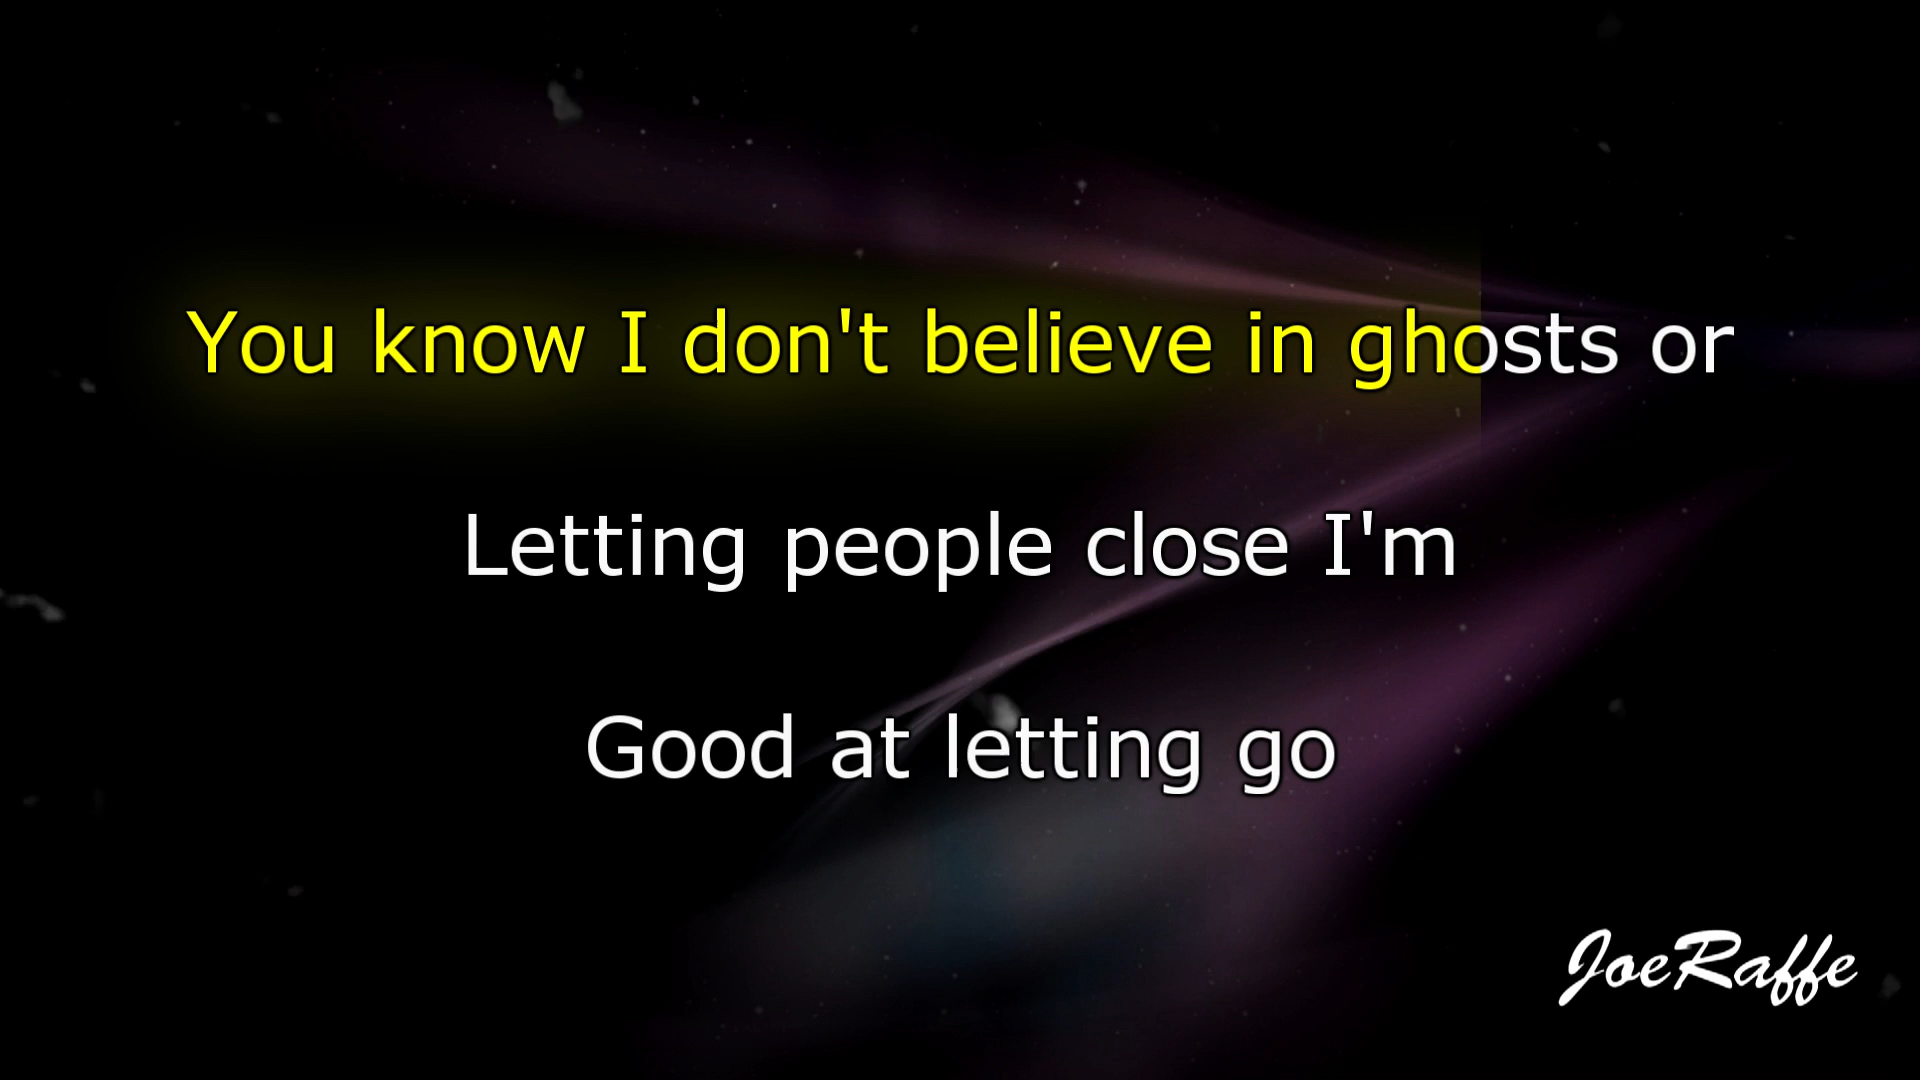 You know I don't believe in ghosts or
Letting people close I'm
Good at letting go
JoeRaffe